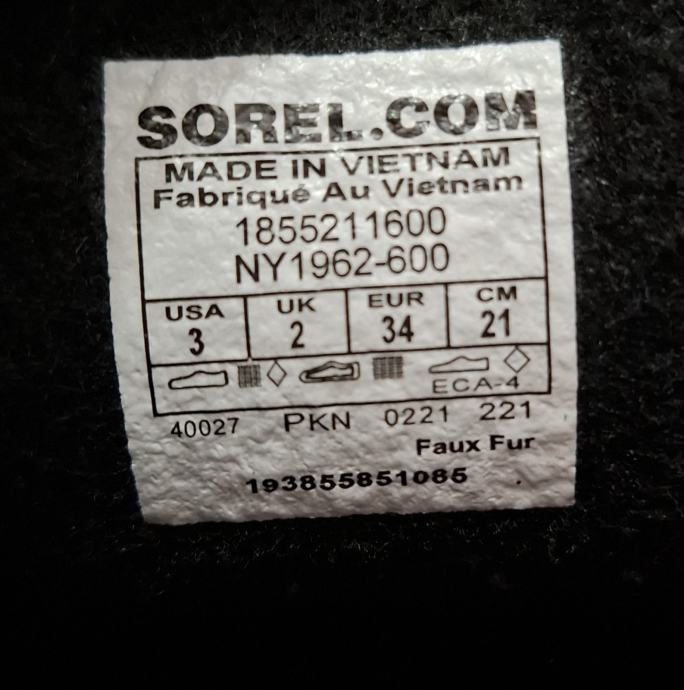 SOREL.COM
MADE IN VIETNAM
Fabriqué Au Vietnam
1855211600
NY1962-600
USA UK EUR CM
3 2 34 21
ECA-4
40027 PKN 0221 221
Faux Fur
193855851085